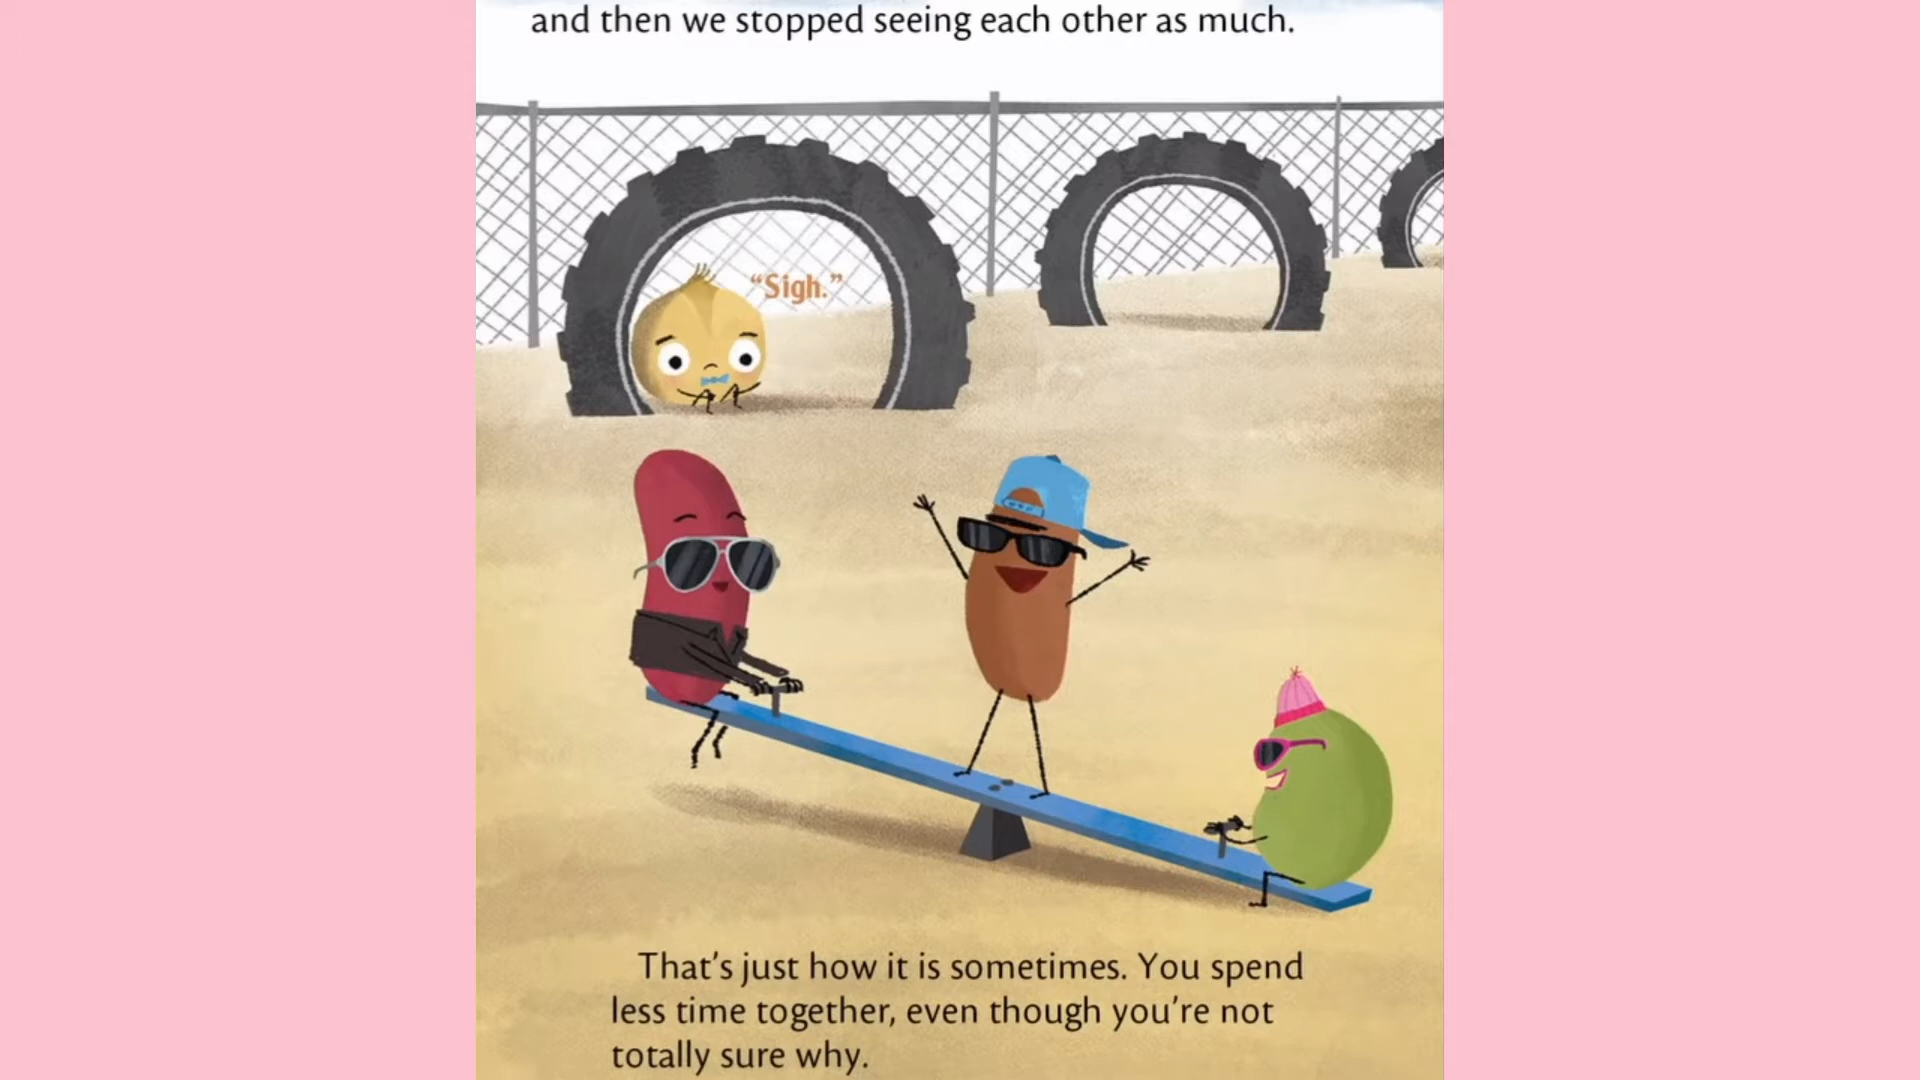 and then we stopped seeing each other as much.
“Sigh.”
That’s just how it is sometimes. You spend
less time together, even though you’re not
totally sure why.